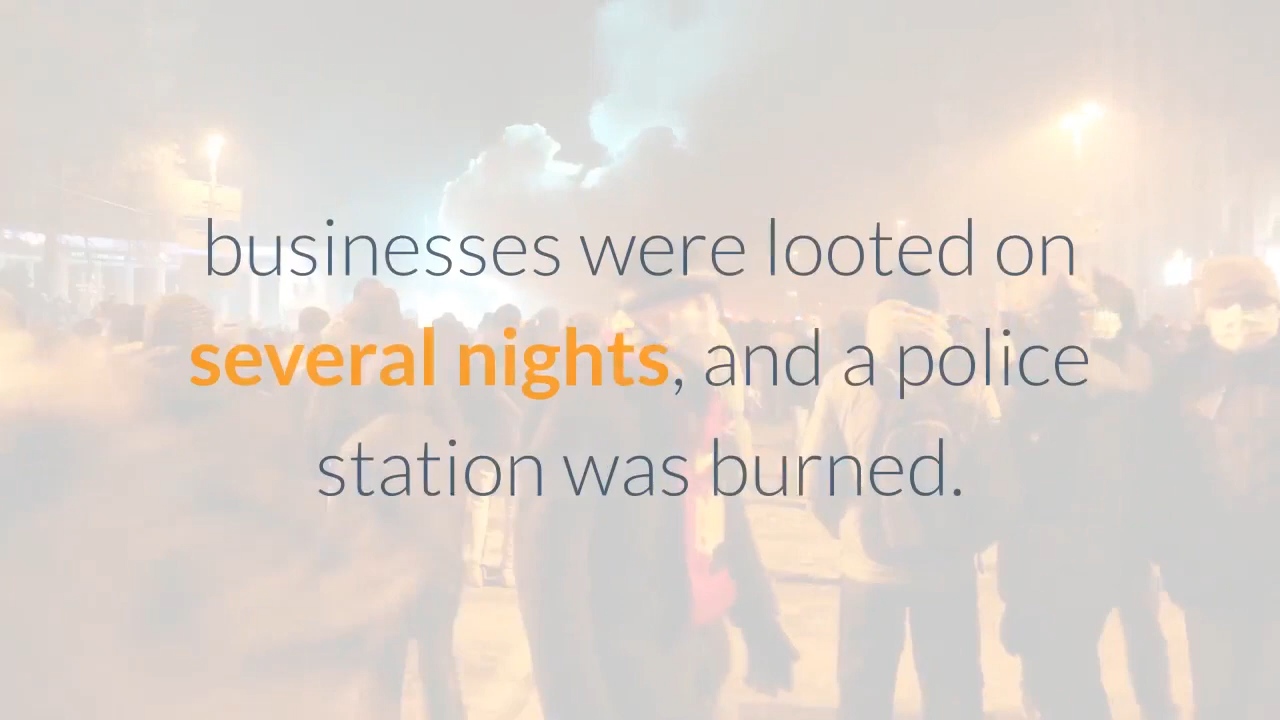 businesses were looted on
several nights, and a police
station was burned.